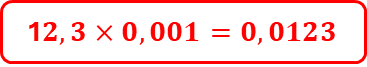 12,3 × 0,001 = 0,0123